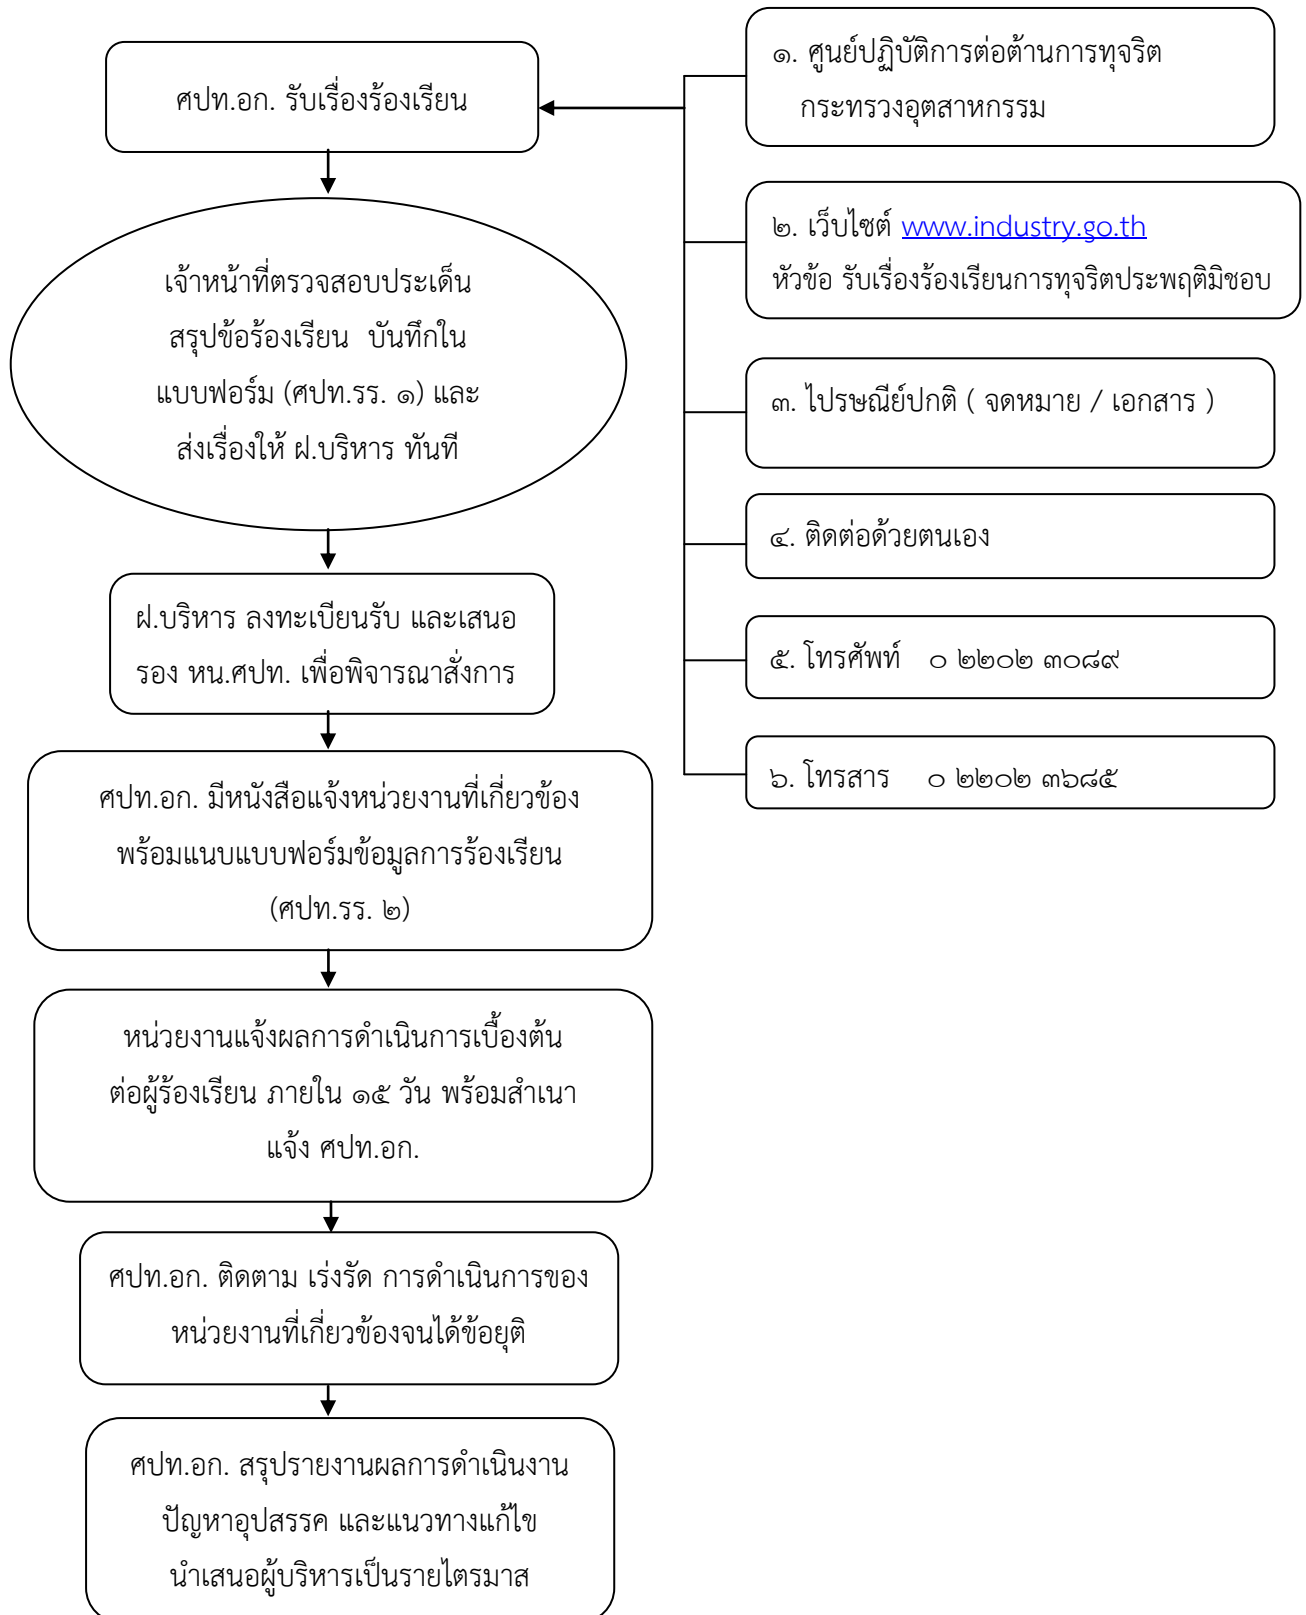 ศปท.อก. รับเรื่องร้องเรียน
๑. ศูนย์ปฏิบัติการต่อต้านการทุจริต
กระทรวงอุตสาหกรรม
๒. เว็บไซต์ www.industry.go.th
หัวข้อ รับเรื่องร้องเรียนการทุจริตประพฤติมิชอบ
๓. ไปรษณีย์ปกติ ( จดหมาย / เอกสาร )
๔. ติดต่อด้วยตนเอง
๕. โทรศัพท์ ๐ ๒๒๐๒ ๓๐๘๙
๖. โทรสาร ๐ ๒๒๐๒ ๓๖๘๕
เจ้าหน้าที่ตรวจสอบประเด็น
สรุปข้อร้องเรียน บันทึกใน
แบบฟอร์ม (ศปท.รร. ๑) และ
ส่งเรื่องให้ ฝ.บริหาร ทันที
ฝ.บริหาร ลงทะเบียนรับ และเสนอ
รอง หน.ศปท. เพื่อพิจารณาสั่งการ
ศปท.อก. มีหนังสือแจ้งหน่วยงานที่เกี่ยวข้อง
พร้อมแนบแบบฟอร์มข้อมูลการร้องเรียน
(ศปท.รร. ๒)
หน่วยงานแจ้งผลการดำเนินการเบื้องต้น
ต่อผู้ร้องเรียน ภายใน ๑๕ วัน พร้อมสำเนา
แจ้ง ศปท.อก.
ศปท.อก. ติดตาม เร่งรัด การดำเนินการของ
หน่วยงานที่เกี่ยวข้องจนได้ข้อยุติ
ศปท.อก. สรุปรายงานผลการดำเนินงาน
ปัญหาอุปสรรค และแนวทางแก้ไข
นำเสนอผู้บริหารเป็นรายไตรมาส